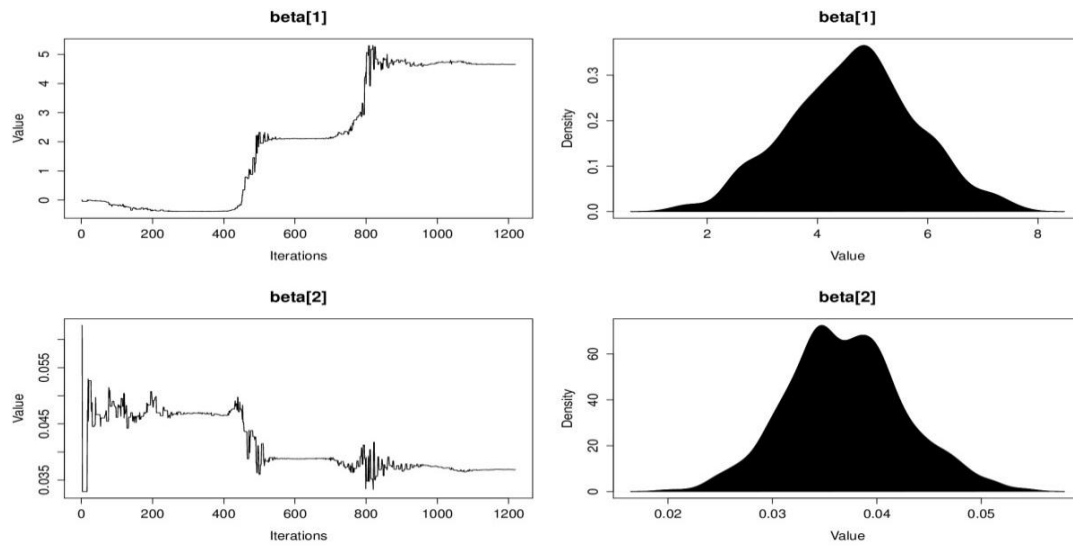 beta[1]
Value
0 1 2 3 4 5
0 200 400 600 800 1000 1200
Iterations
beta[1]
Density
0.0 0.1 0.2 0.3
2 4 6 8
Value
beta[2]
Value
0.035 0.045 0.055
0 200 400 600 800 1000 1200
Iterations
beta[2]
Density
0 20 40 60
0.02 0.03 0.04 0.05
Value